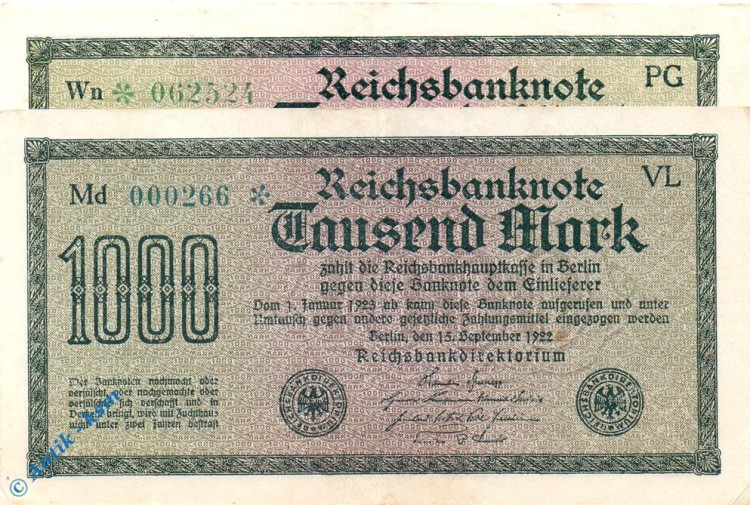 Wn * 062524 Reichsbanknote PG
Md 000266 * Reichsbanknote VL
1000 Tausend Mark
zahlt die Reichsbankhauptkasse in Berlin
gegen diese Banknote dem Einlieferer
Vom 1. Januar 1923 ab kann diese Banknote aufgerufen und unter
Umtausch gegen andere gesetzliche Zahlungsmittel eingezogen werden
Berlin, den 15. September 1922
Reichsbankdirektorium
Wer Banknoten nachmacht oder
verfälscht, oder nachgemachte oder
verfälschte sich verschafft und in
Verkehr bringt, wird mit Zuchthaus
nicht unter zwei Jahren bestraft
REICHSBANKDIREKTORIUM
REICHSBANKDIREKTORIUM
© Antik